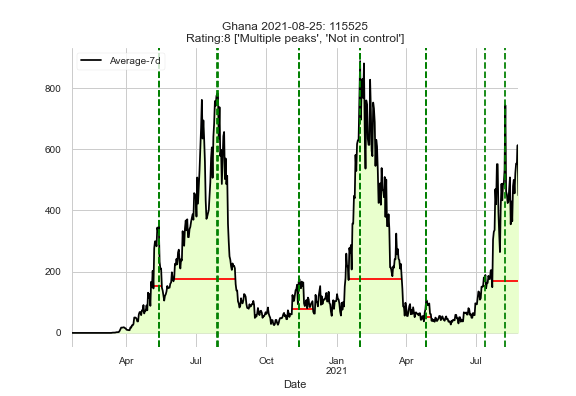 Ghana 2021-08-25: 115525
Rating:8 ['Multiple peaks', 'Not in control']
Average-7d
800
600
400
200
0
Apr Jul Oct Jan Apr Jul
2021
Date